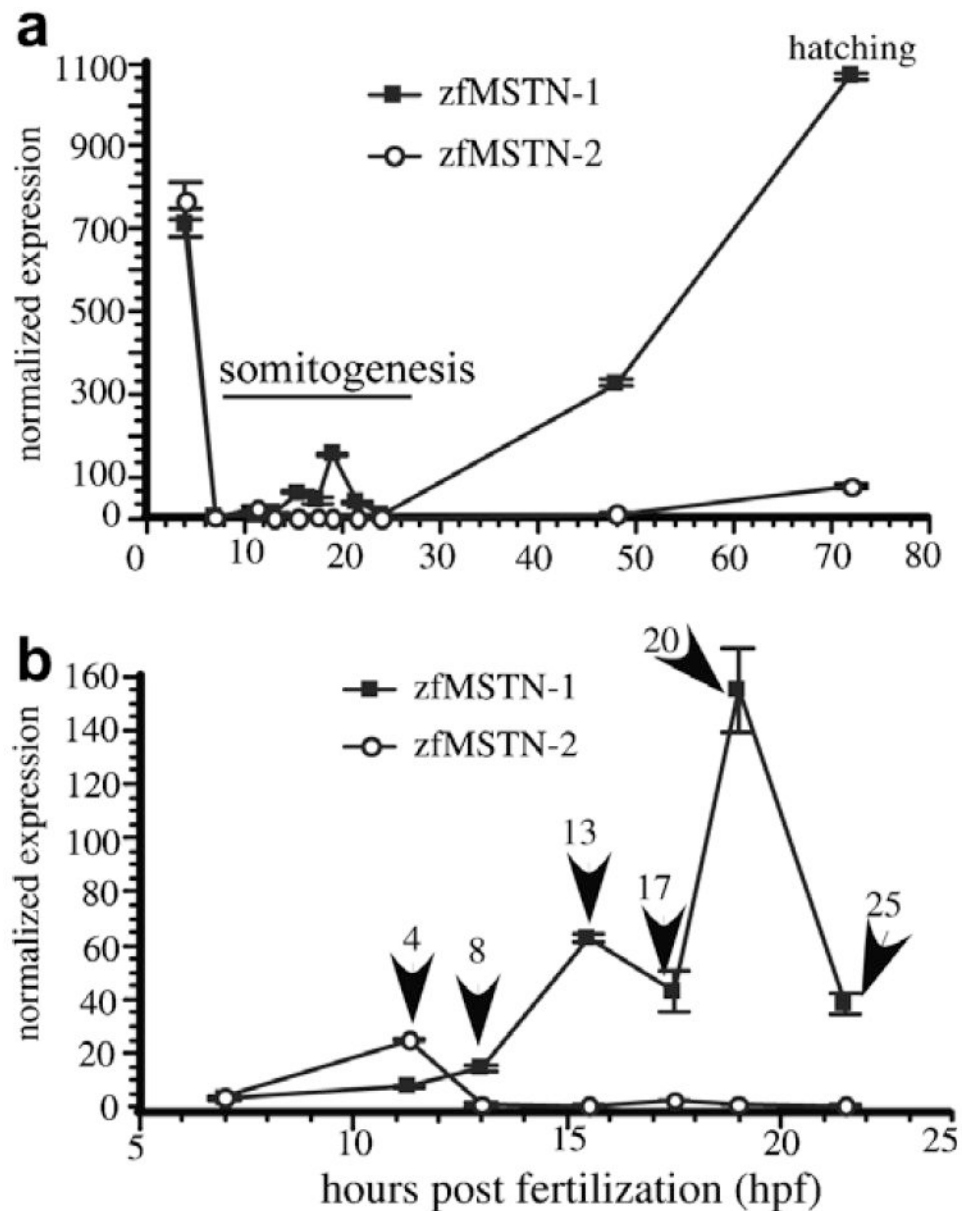 a
hatching
1100
900
700
500
300
100
0
normalized expression
zfMSTN-1
zfMSTN-2
somitogenesis
0 10 20 30 40 50 60 70 80
b
160
140
120
100
80
60
40
20
0
normalized expression
zfMSTN-1
zfMSTN-2
20
13
17
25
4
8
5 10 15 20 25
hours post fertilization (hpf)